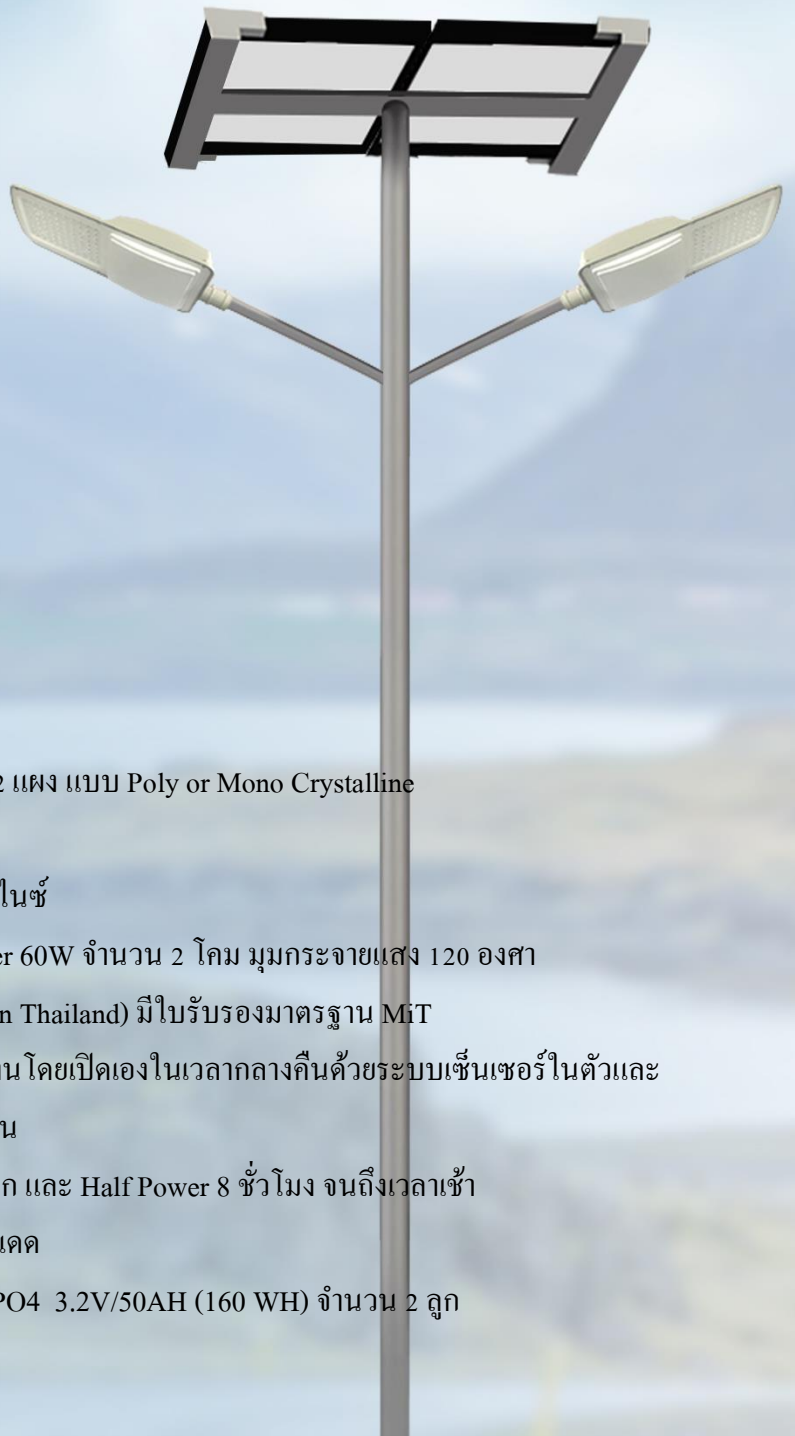 2 แผง แบบ Poly or Mono Crystalline
ไนซ์
er 60W จำนวน 2 โคม มุมกระจายแสง 120 องศา
in Thailand) มีใบรับรองมาตรฐาน MiT
านโดยเปิดเองในเวลากลางคืนด้วยระบบเซ็นเซอร์ในตัวและ
น
ก และ Half Power 8 ชั่วโมง จนถึงเวลาเช้า
แดด
PO4 3.2V/50AH (160 WH) จำนวน 2 ลูก